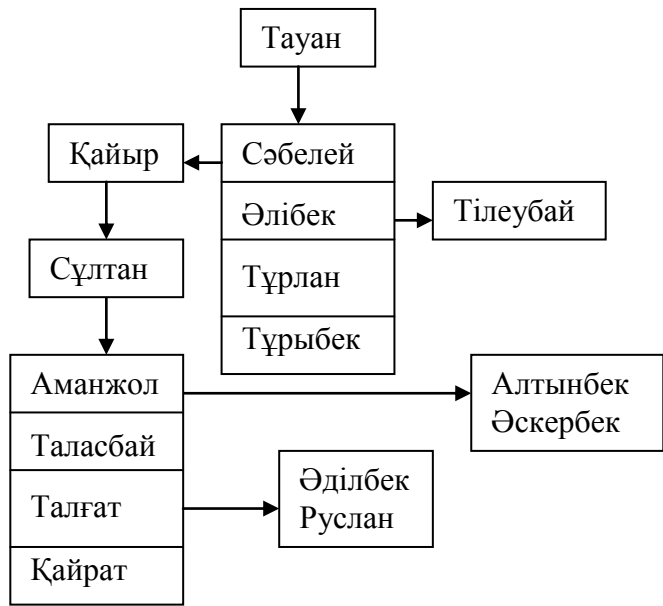 Тауан
Қайыр
Сәбелей
Әлібек
Тілеубай
Сұлтан
Тұрлан
Тұрыбек
Аманжол
Алтынбек
Әскербек
Таласбай
Талғат
Әділбек
Руслан
Қайрат